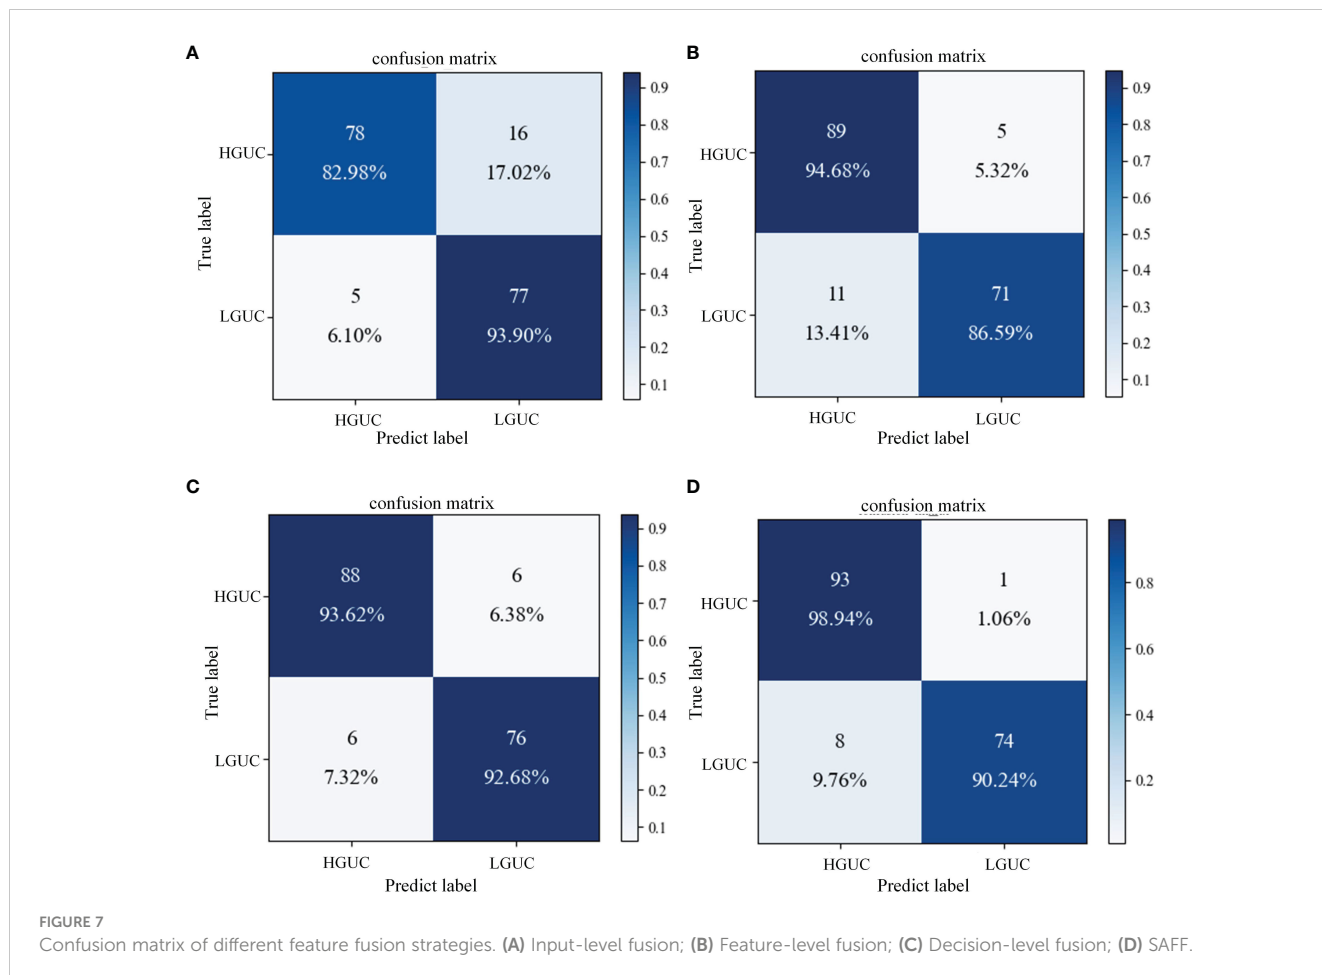 A
confusion matrix
HGUC
LGUC
True label
78
82.98%
16
17.02%
5
6.10%
77
93.90%
HGUC
LGUC
Predict label
0.9
0.8
0.7
0.6
0.5
0.4
0.3
0.2
0.1
B
confusion matrix
HGUC
LGUC
True label
89
94.68%
5
5.32%
11
13.41%
71
86.59%
HGUC
LGUC
Predict label
0.9
0.8
0.7
0.6
0.5
0.4
0.3
0.2
0.1
C
confusion matrix
HGUC
LGUC
True label
88
93.62%
6
6.38%
6
7.32%
76
92.68%
HGUC
LGUC
Predict label
0.9
0.8
0.7
0.6
0.5
0.4
0.3
0.2
0.1
D
confusion matrix
HGUC
LGUC
True label
93
98.94%
1
1.06%
8
9.76%
74
90.24%
HGUC
LGUC
Predict label
0.8
0.6
0.4
0.2
FIGURE 7
Confusion matrix of different feature fusion strategies. (A) Input-level fusion; (B) Feature-level fusion; (C) Decision-level fusion; (D) SAFF.